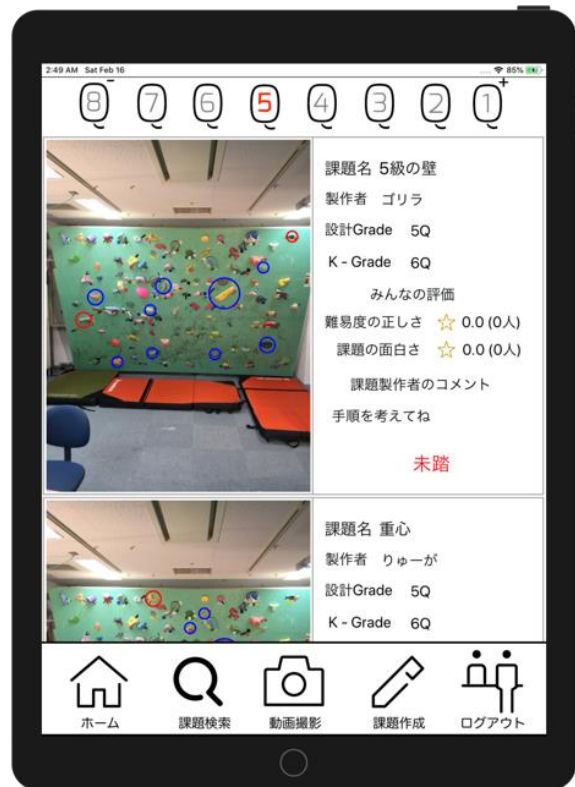 2:49 AM Sat Feb 16
85%
8- 7 6 5 4 3 2 1+
課題名 5級の壁
製作者 ゴリラ
設計Grade 5Q
K - Grade 6Q
みんなの評価
難易度の正しさ ☆ 0.0 (0人)
課題の面白さ ☆ 0.0 (0人)
課題製作者のコメント
手順を考えてね
未踏
課題名 重心
製作者 りゅーが
設計Grade 5Q
K - Grade 6Q
ホーム 課題検索 動画撮影 課題作成 ログアウト